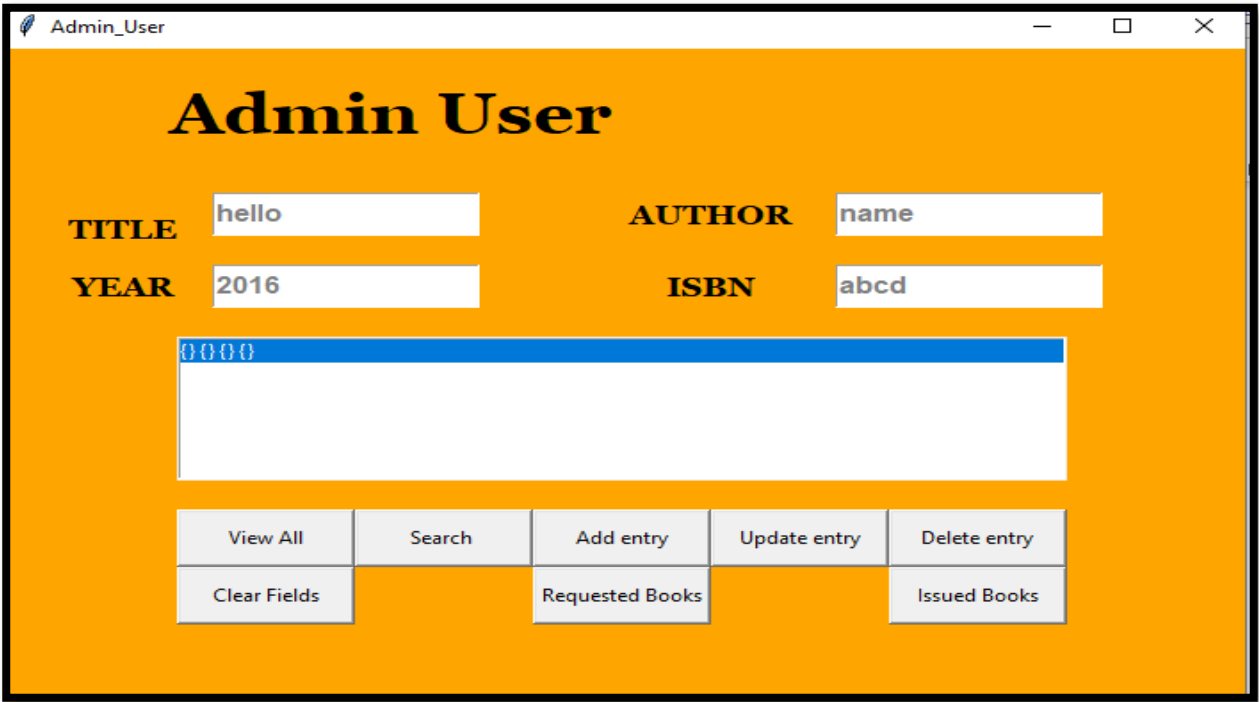 Admin_User
Admin User
TITLE hello AUTHOR name
YEAR 2016 ISBN abcd
{} {} {} {}
View All Search Add entry Update entry Delete entry
Clear Fields Requested Books Issued Books